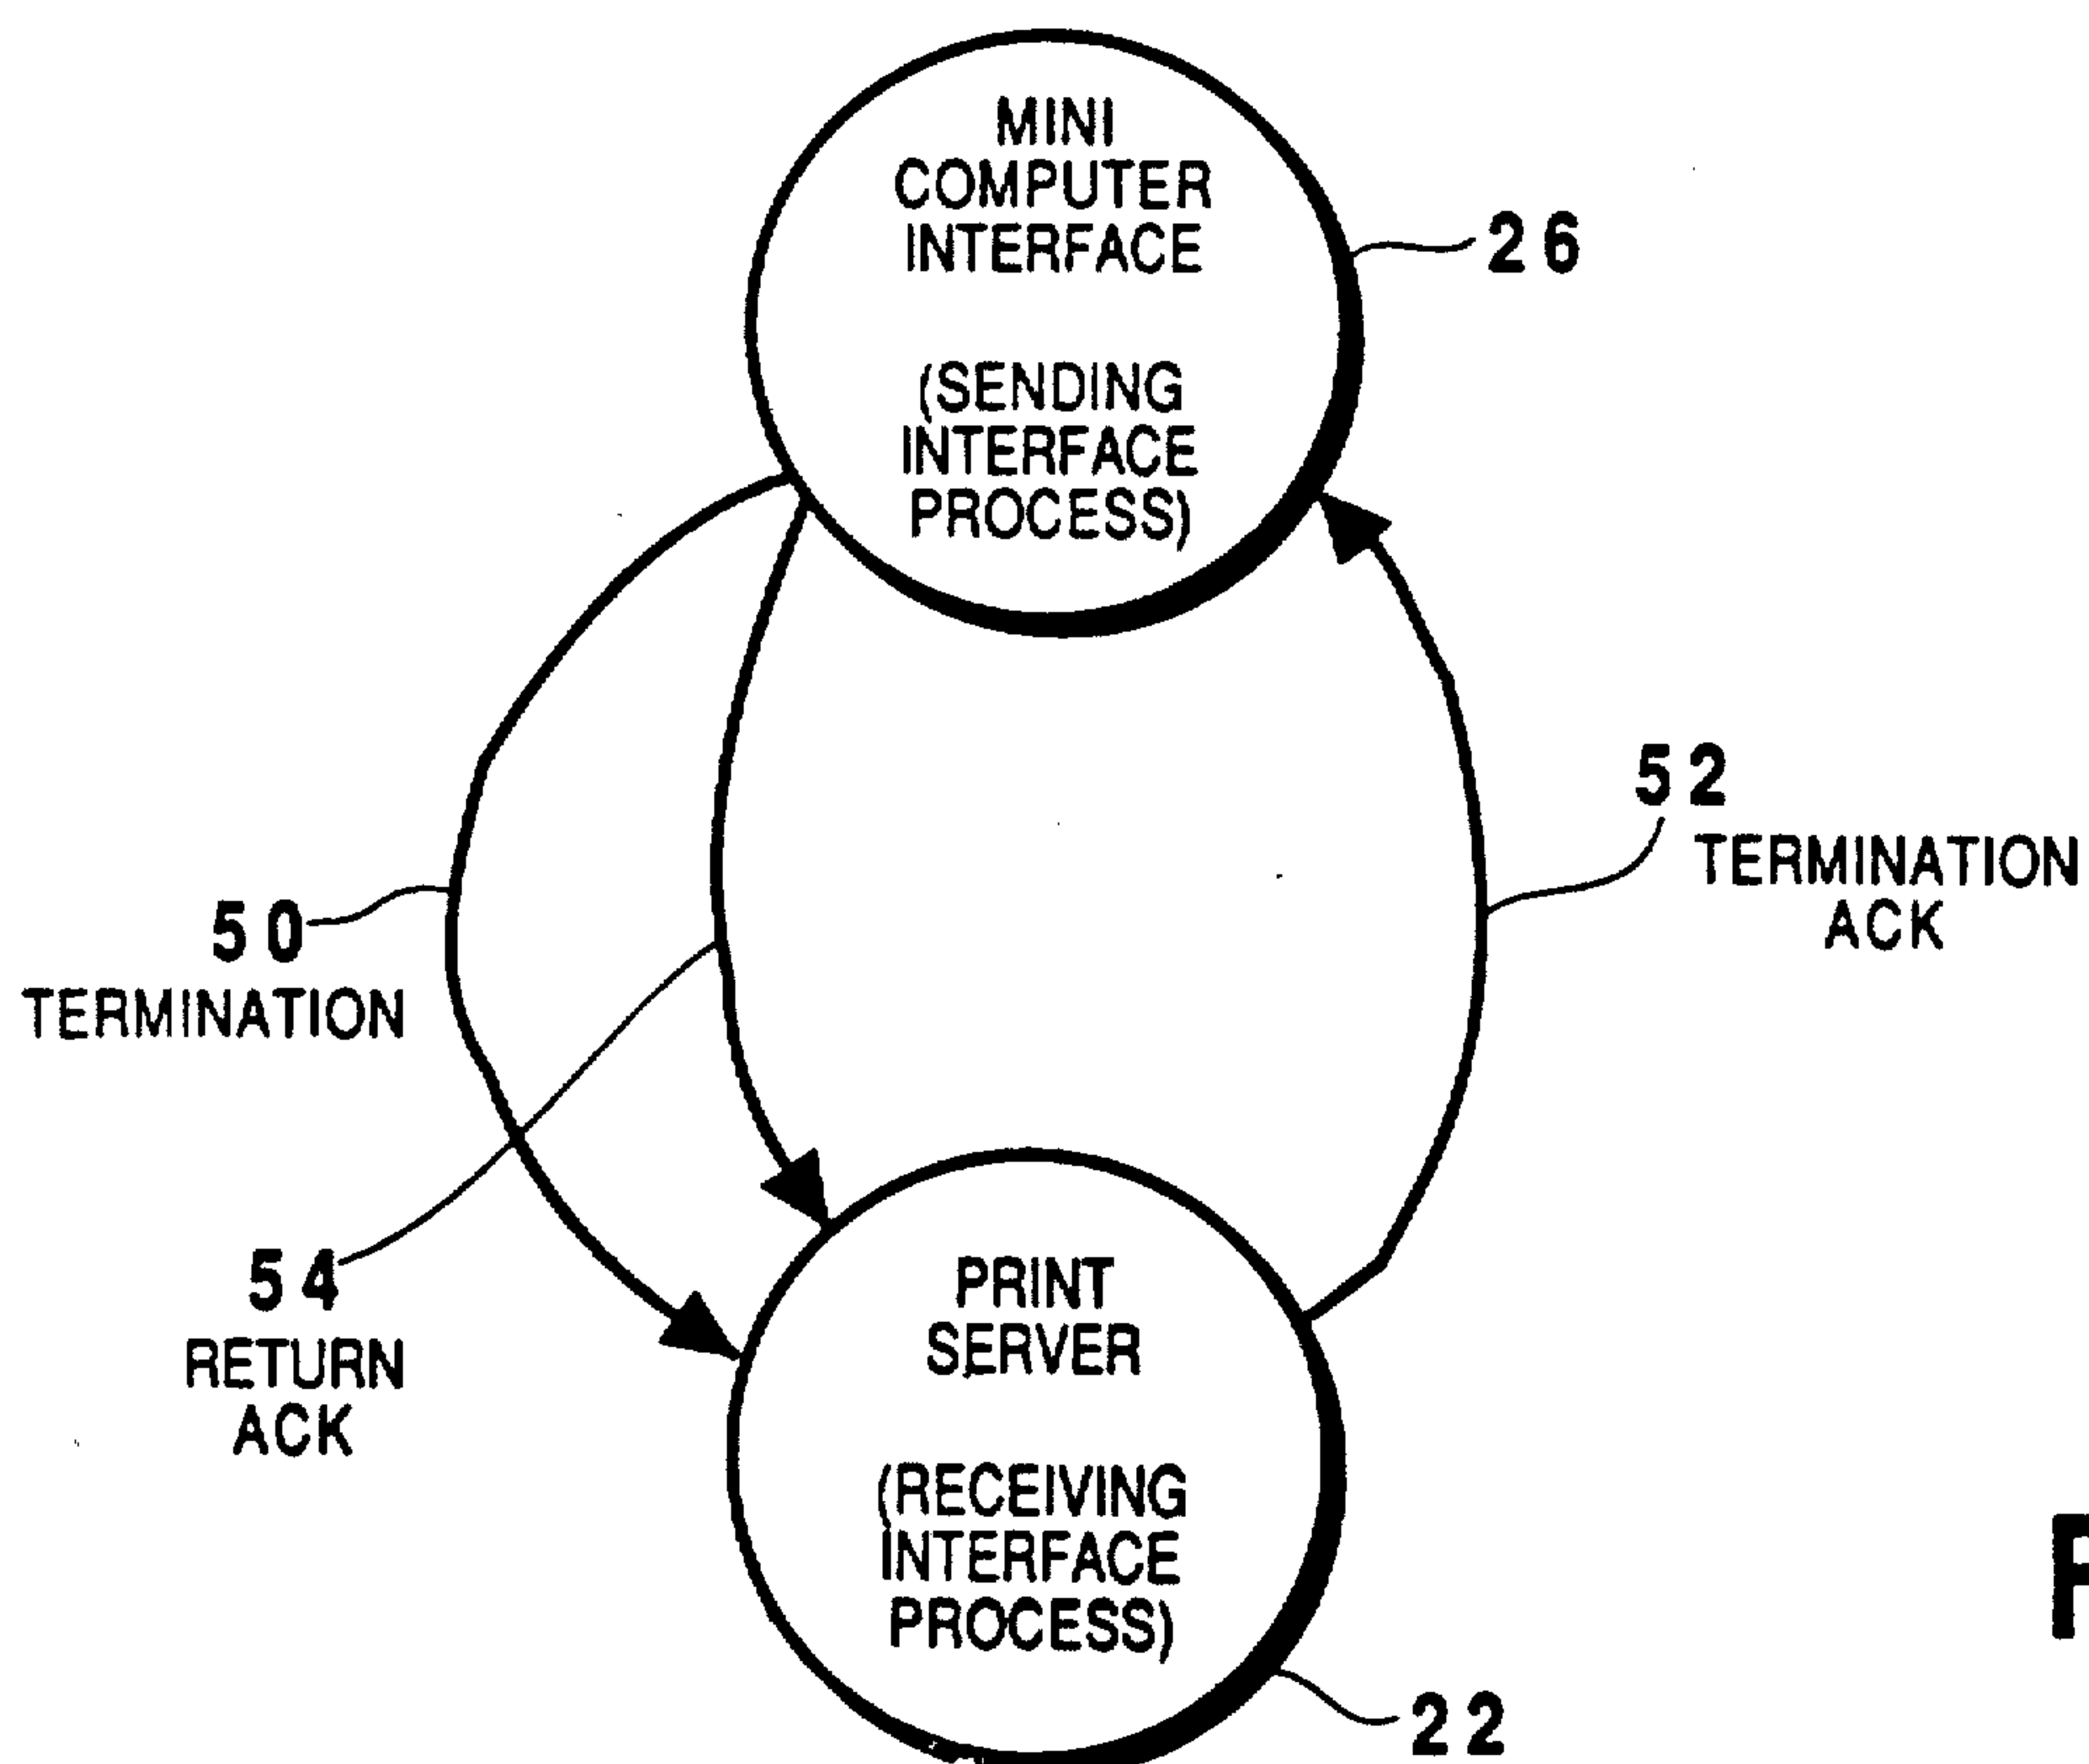 MINI
COMPUTER
INTERFACE
(SENDING
INTERFACE
PROCESS)
26
52
TERMINATION
ACK
50
TERMINATION
54
RETURN
ACK
PRINT
SERVER
(RECEIVING
INTERFACE
PROCESS)
22